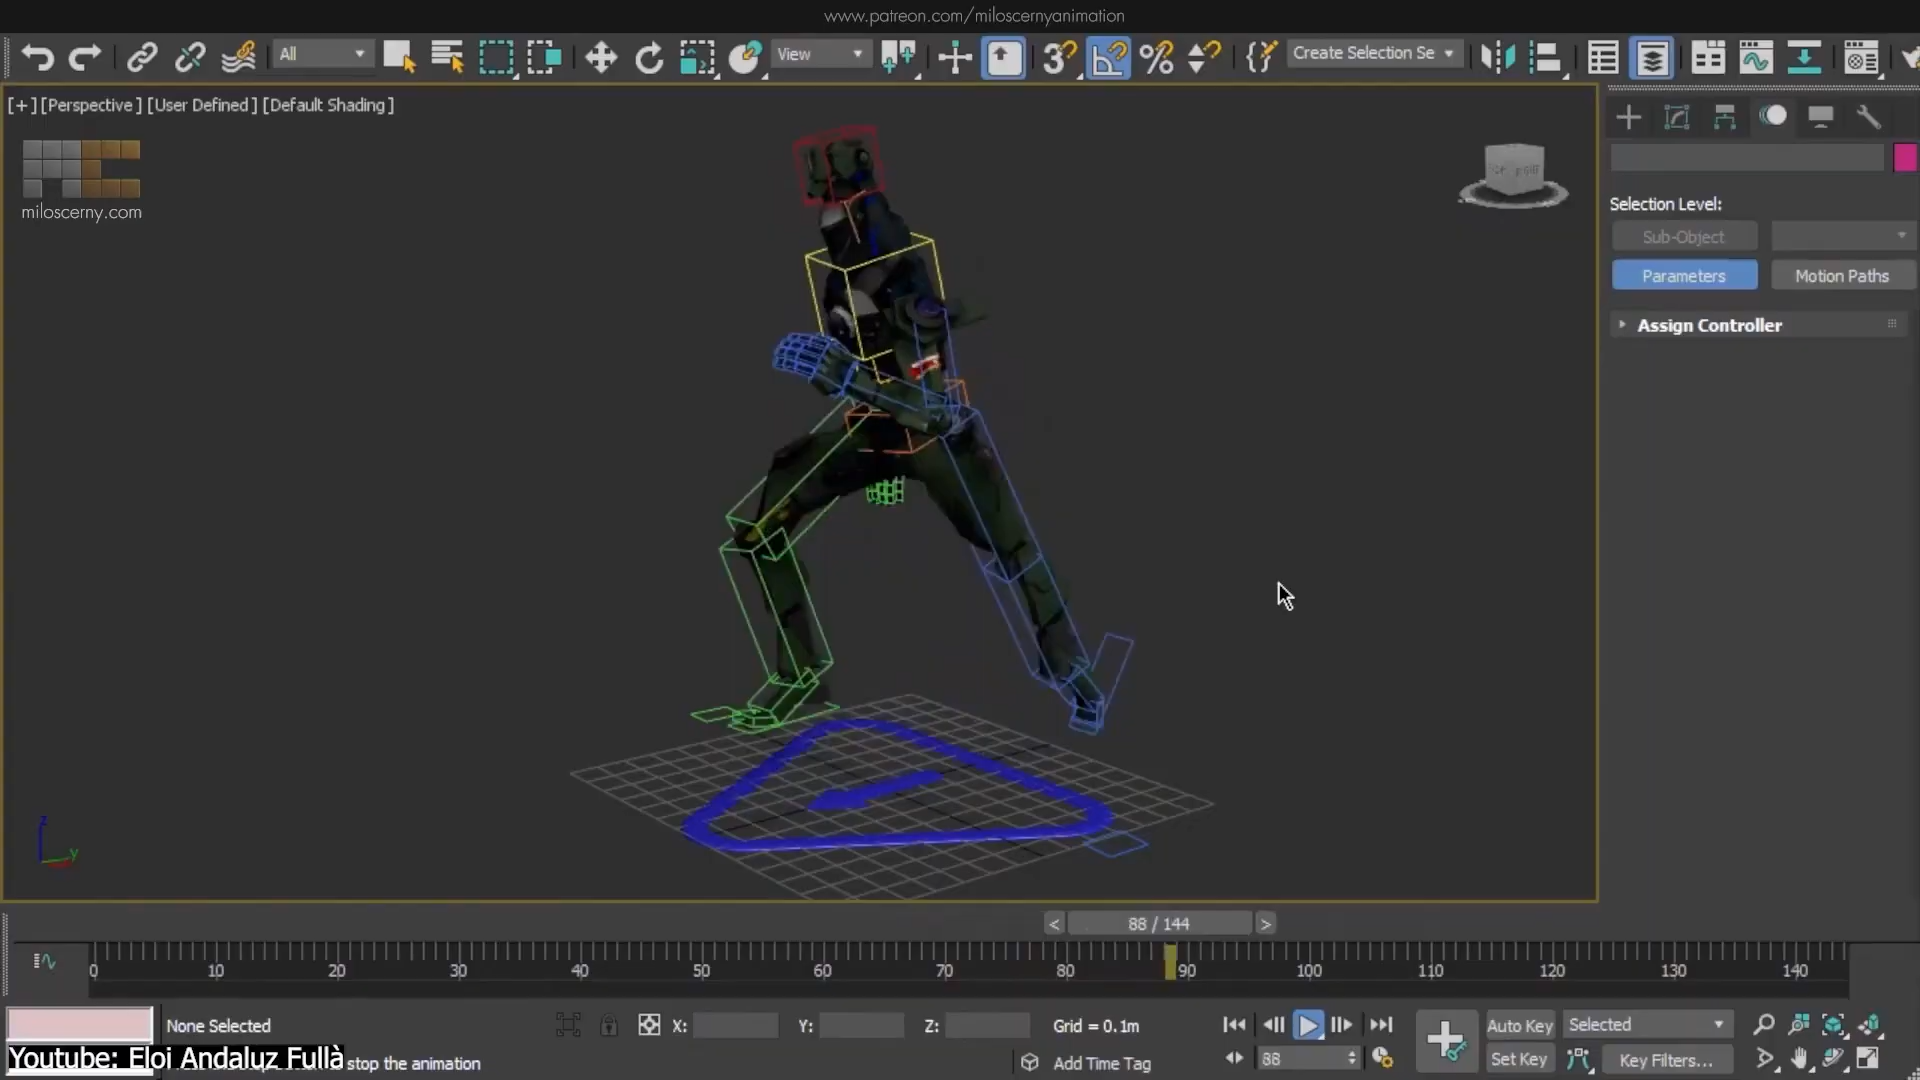 www.patreon.com/miloscernyanimation
All
View
3
Create Selection Se
[+] [Perspective ] [User Defined ] [Default Shading ]
miloscerny.com
Selection Level:
Sub-Object
Parameters
Motion Paths
Assign Controller
z
y
< 88 / 144 >
0 10 20 30 40 50 60 70 80 90 100 110 120 130 140
None Selected
X:
Y:
Z:
Grid = 0.1m
Auto Key
Selected
Youtube: Eloi Andaluz Fullà
stop the animation
Add Time Tag
88
Set Key
Key Filters...